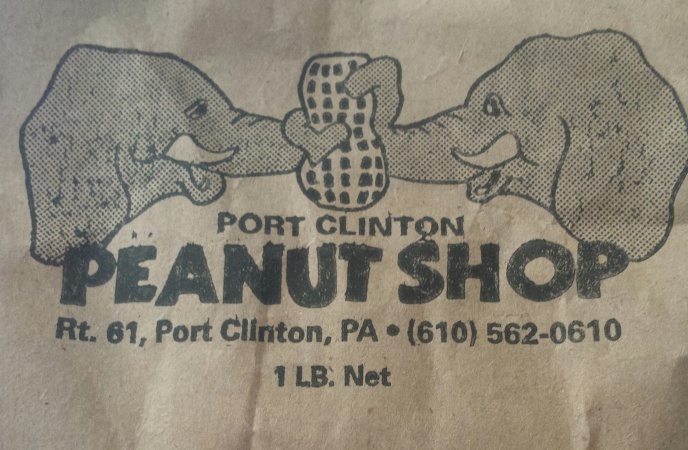 PORT CLINTON
PEANUT SHOP
Rt. 61, Port Clinton, PA • (610) 562-0610
1 LB. Net